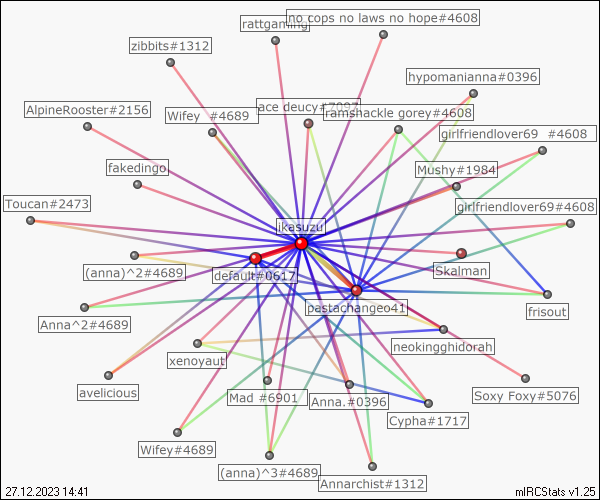 no cops no laws no hope#4608
rattgaming
zibbits#1312
hypomanianna#0396
AlpineRooster#2156
Wifey #4689
ace deucy#7097
ramshackle gorey#4608
girlfriendlover69 #4608
fakedingo
Mushy#1984
Toucan#2473
girlfriendlover69#4608
ikasuzu
(anna)^2#4689
default#0617
Skalman
pastachangeo41
frisout
Anna^2#4689
neokingghidorah
xenoyaut
avelicious
Mad #6901
Anna.#0396
Soxy Foxy#5076
Cypha#1717
Wifey#4689
(anna)^3#4689
Annarchist#1312
27.12.2023 14:41
mIRCStats v1.25